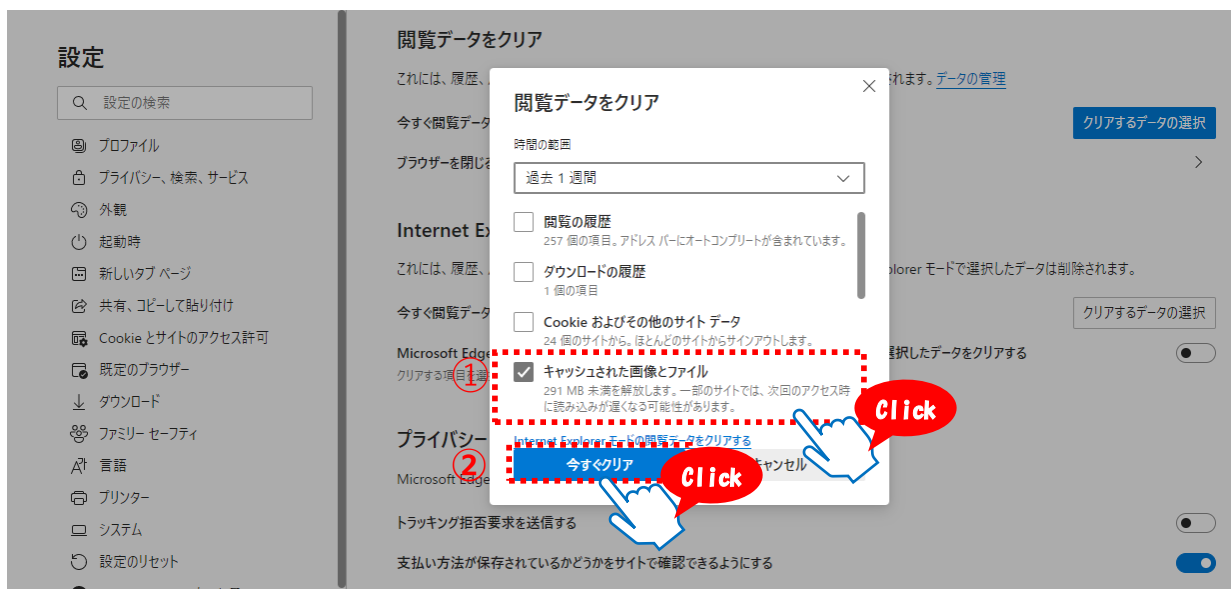 設定
設定の検索
プロファイル
プライバシー、検索、サービス
外観
起動時
新しいタブ ページ
共有、コピーして貼り付け
Cookie とサイトのアクセス許可
既定のブラウザー
ダウンロード
ファミリー セーフティ
言語
プリンター
システム
設定のリセット
閲覧データをクリア
これには、履歴、
されます。データの管理
今すぐ閲覧データ
クリアするデータの選択
ブラウザーを閉じる
Internet Ex
これには、履歴、
plorer モードで選択したデータは削除されます。
今すぐ閲覧データ
クリアするデータの選択
Microsoft Edge
選択したデータをクリアする
クリアする項目を選
プライバシー
Microsoft Edge
トラッキング拒否要求を送信する
支払い方法が保存されているかどうかをサイトで確認できるようにする
閲覧データをクリア
時間の範囲
過去 1 週間
閲覧の履歴
257 個の項目。アドレス バーにオートコンプリートが含まれています。
ダウンロードの履歴
1 個の項目
Cookie およびその他のサイト データ
24 個のサイトから。ほとんどのサイトからサインアウトします。
①
キャッシュされた画像とファイル
291 MB 未満を解放します。一部のサイトでは、次回のアクセス時
に読み込みが遅くなる可能性があります。
Click
Internet Explorer モードの閲覧データをクリアする
②
今すぐクリア
キャンセル
Click